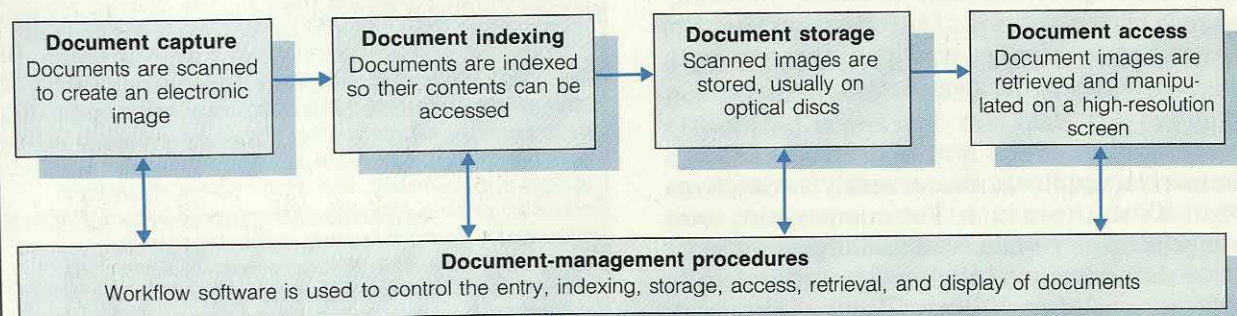 Document capture
Documents are scanned
to create an electronic
image
Document indexing
Documents are indexed
so their contents can be
accessed
Document storage
Scanned images are
stored, usually on
optical discs
Document access
Document images are
retrieved and manipu-
lated on a high-resolution
screen
Document-management procedures
Workflow software is used to control the entry, indexing, storage, access, retrieval, and display of documents